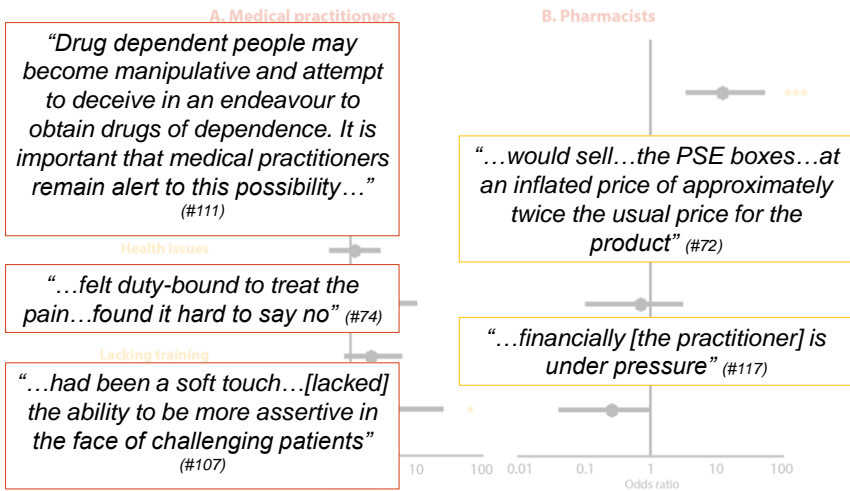 A. Medical practitioners
B. Pharmacists
“Drug dependent people may
become manipulative and attempt
to deceive in an endeavour to
obtain drugs of dependence. It is
important that medical practitioners
remain alert to this possibility…”
(#111)
***
“…would sell…the PSE boxes…at
an inflated price of approximately
twice the usual price for the
product” (#72)
Health issues
“…felt duty-bound to treat the
pain…found it hard to say no” (#74)
“…financially [the practitioner] is
under pressure” (#117)
Lacking training
“…had been a soft touch…[lacked]
the ability to be more assertive in
the face of challenging patients”
(#107)
*
10 100 0.01 0.1 1 10 100
Odds ratio